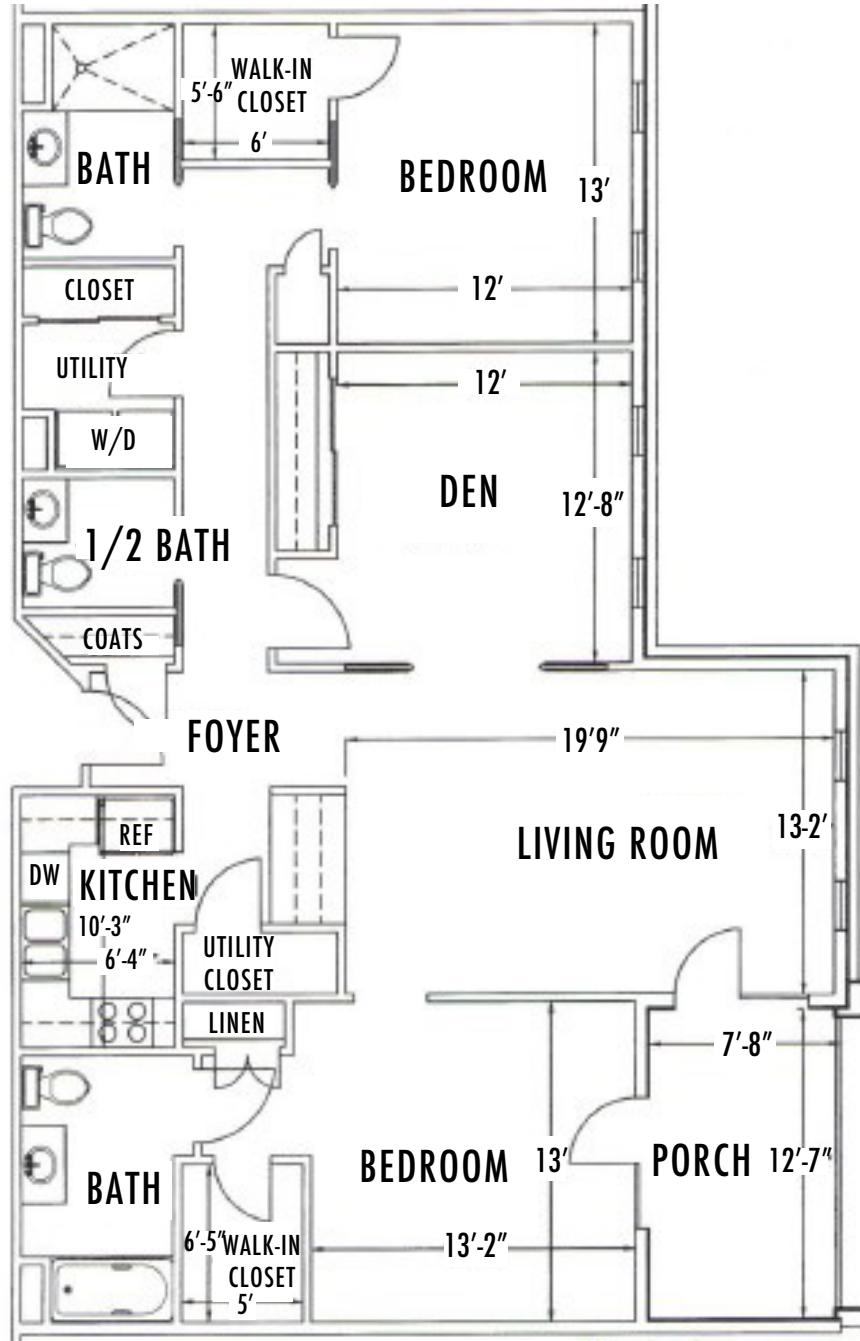 WALK-IN
CLOSET
5'-6"
6'
BATH
BEDROOM
13'
12'
CLOSET
UTILITY
W/D
12'
DEN
12'-8"
1/2 BATH
COATS
FOYER
19'9"
LIVING ROOM
13-2'
REF
DW
KITCHEN
10'-3"
6'-4"
UTILITY
CLOSET
LINEN
7'-8"
BATH
BEDROOM
13'
PORCH
12'-7"
6'-5"
WALK-IN
CLOSET
5'
13'-2"